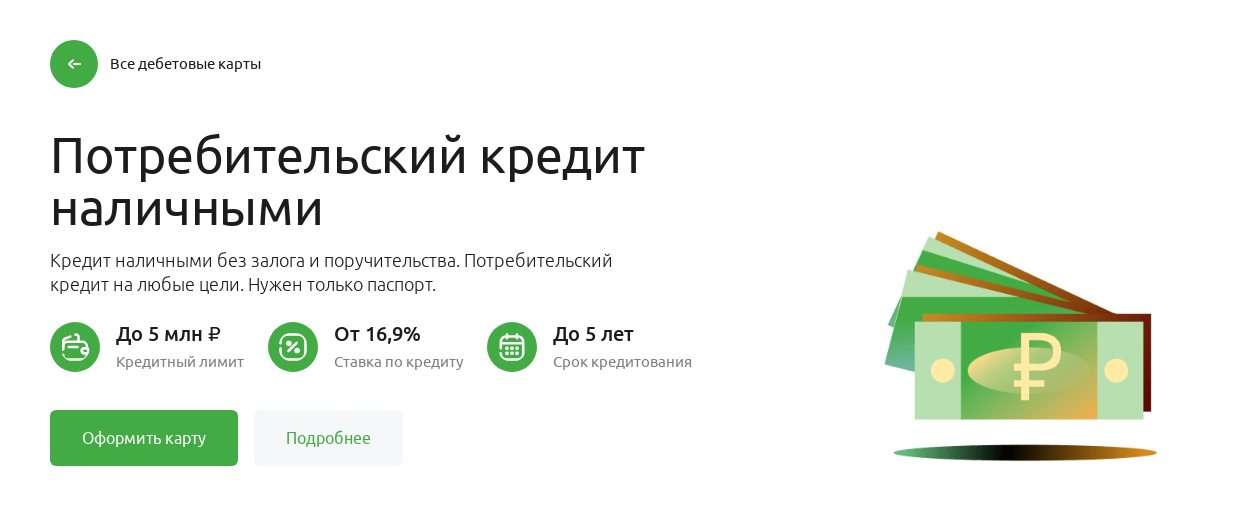 Все дебетовые карты
Потребительский кредит
наличными
Кредит наличными без залога и поручительства. Потребительский
кредит на любые цели. Нужен только паспорт.
До 5 млн ₽
Кредитный лимит
От 16,9%
Ставка по кредиту
До 5 лет
Срок кредитования
Оформить карту
Подробнее
₽